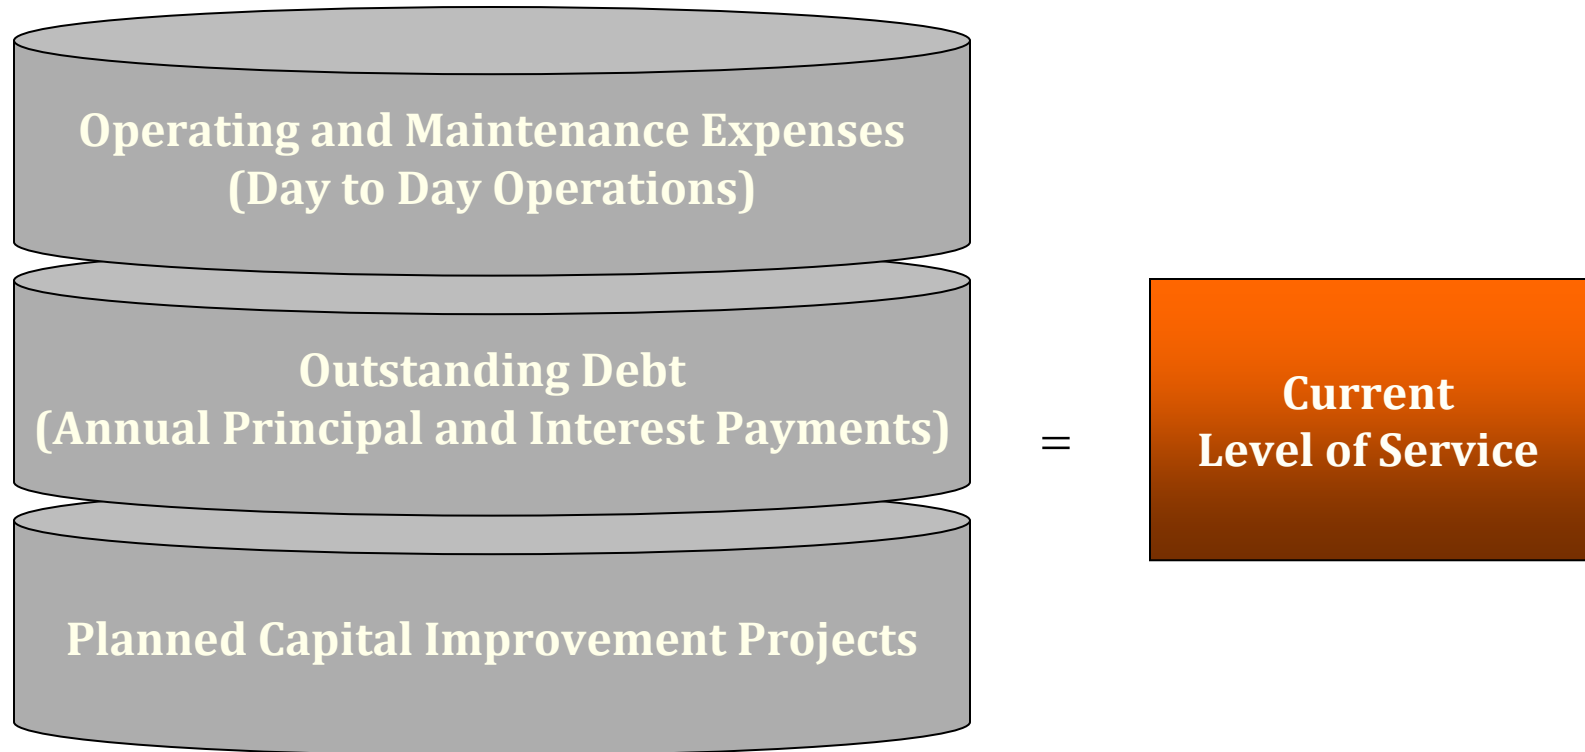 Operating and Maintenance Expenses
(Day to Day Operations)
Outstanding Debt
(Annual Principal and Interest Payments)
Planned Capital Improvement Projects
=
Current
Level of Service